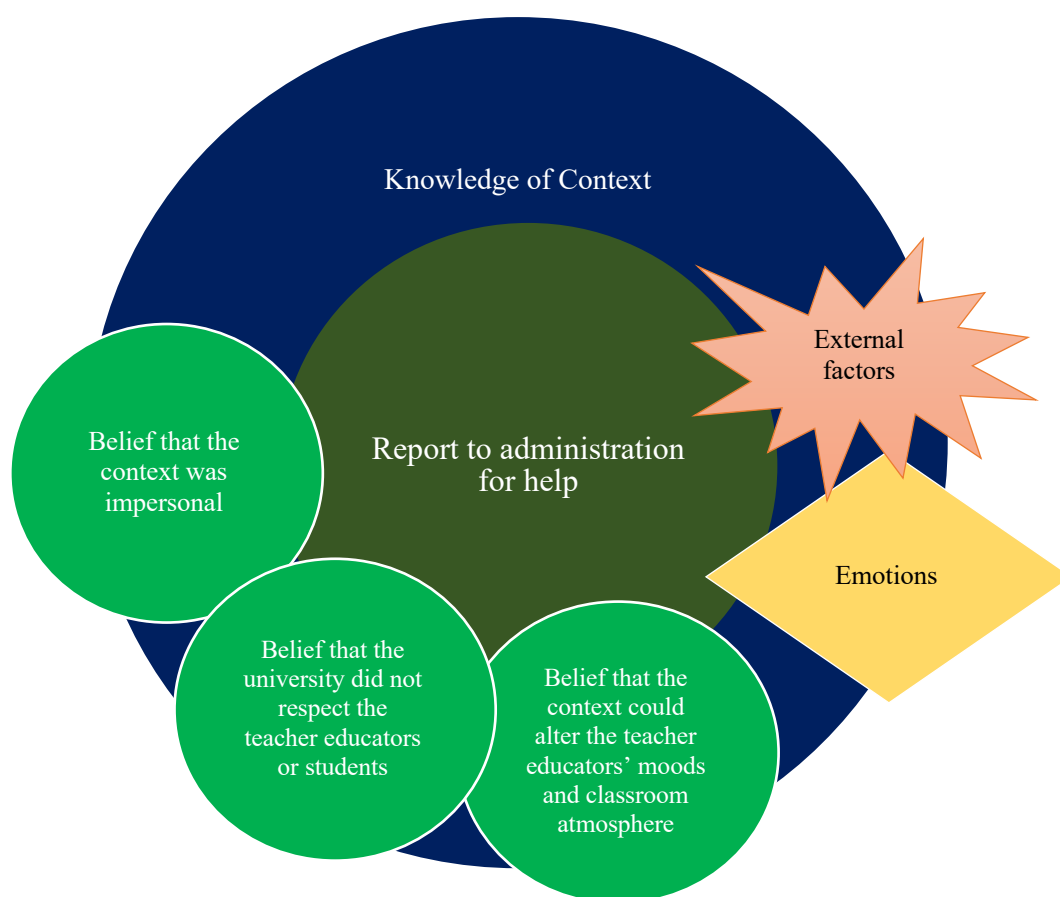 Knowledge of Context
External
factors
Report to administration
for help
Belief that the
context was
impersonal
Emotions
Belief that the
university did not
respect the
teacher educators
or students
Belief that the
context could
alter the teacher
educators’ moods
and classroom
atmosphere